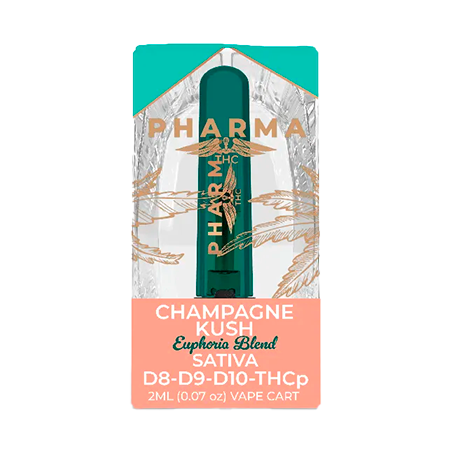 PHARMA
THC
PHARMA
THC
CHAMPAGNE
KUSH
Euphoria Blend
SATIVA
D8-D9-D10-THCp
2ML (0.07 oz) VAPE CART